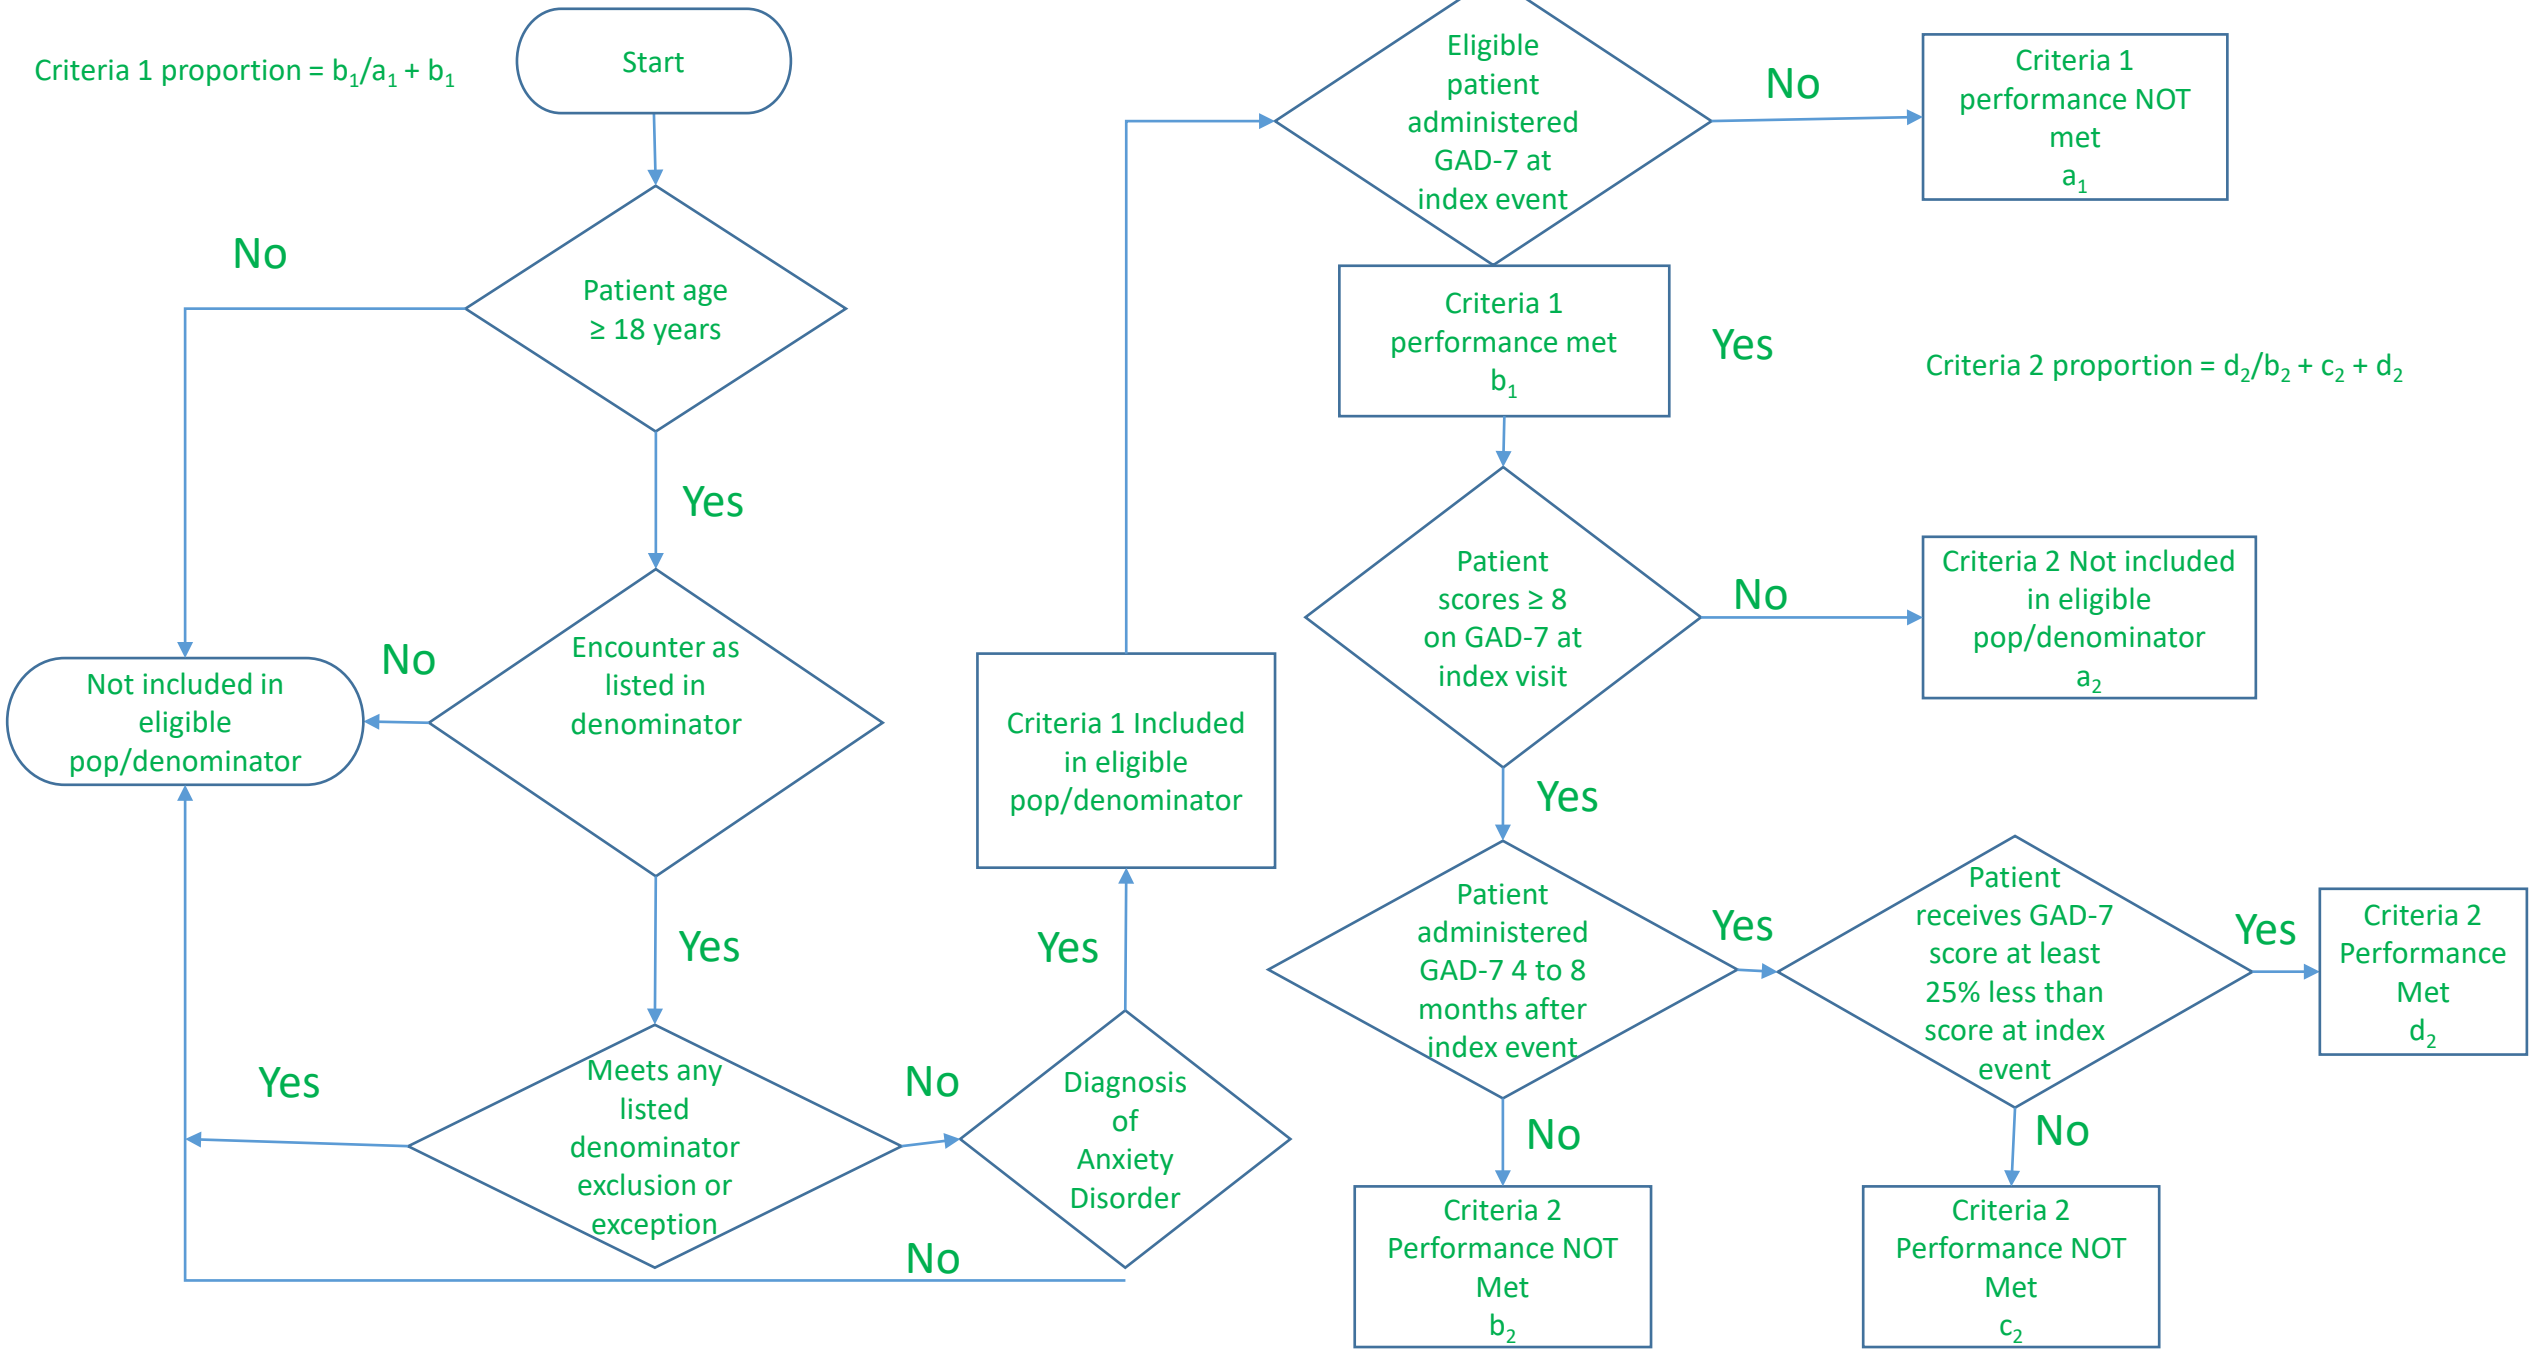 Criteria 1 proportion = b₁/a₁ + b₁
Start
No
Patient age
≥ 18 years
Yes
No
Encounter as
listed in
denominator
Not included in
eligible
pop/denominator
Yes
Yes
Meets any
listed
denominator
exclusion or
exception
No
No
Diagnosis
of
Anxiety
Disorder
Yes
Criteria 1 Included
in eligible
pop/denominator
Eligible
patient
administered
GAD-7 at
index event
No
Criteria 1
performance NOT
met
a₁
Criteria 1
performance met
b₁
Yes
Criteria 2 proportion = d₂/b₂ + c₂ + d₂
Patient
scores ≥ 8
on GAD-7 at
index visit
No
Criteria 2 Not included
in eligible
pop/denominator
a₂
Yes
Patient
administered
GAD-7 4 to 8
months after
index event
Yes
Patient
receives GAD-7
score at least
25% less than
score at index
event
Yes
Criteria 2
Performance
Met
d₂
No
Criteria 2
Performance NOT
Met
b₂
No
Criteria 2
Performance NOT
Met
c₂